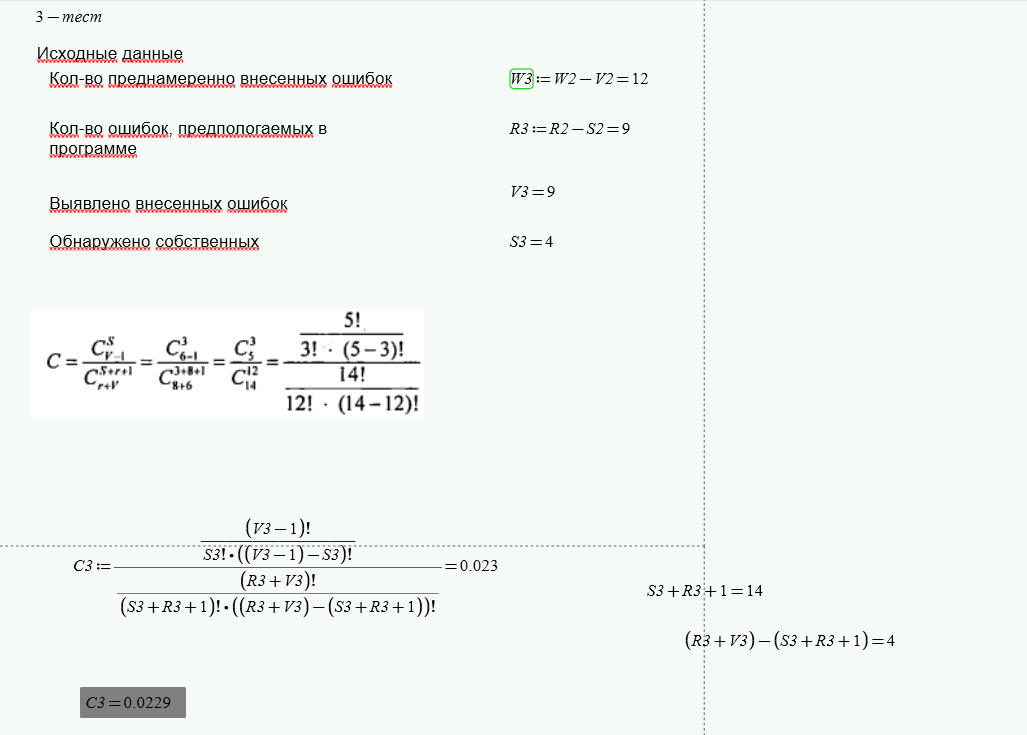 3 − тест
Исходные данные
Кол-во преднамеренно внесенных ошибок
W3 := W2 − V2 = 12
Кол-во ошибок, предпологаемых в
программе
R3 := R2 − S2 = 9
V3 = 9
Выявлено внесенных ошибок
Обнаружено собственных
S3 = 4
C = C^S_{V−1} / C^{S+r+1}_{r+V} = C^3_{6−1} / C^{3+8+1}_{8+6} = C^3_5 / C^{12}_{14} = (5! / (3! · (5−3)!)) / (14! / (12! · (14−12)!))
C3 := ((V3−1)! / (S3!·((V3−1)−S3)!)) / ((R3+V3)! / ((S3+R3+1)!·((R3+V3)−(S3+R3+1))!)) = 0.023
S3+R3+1=14
(R3+V3)−(S3+R3+1)=4
C3=0.0229